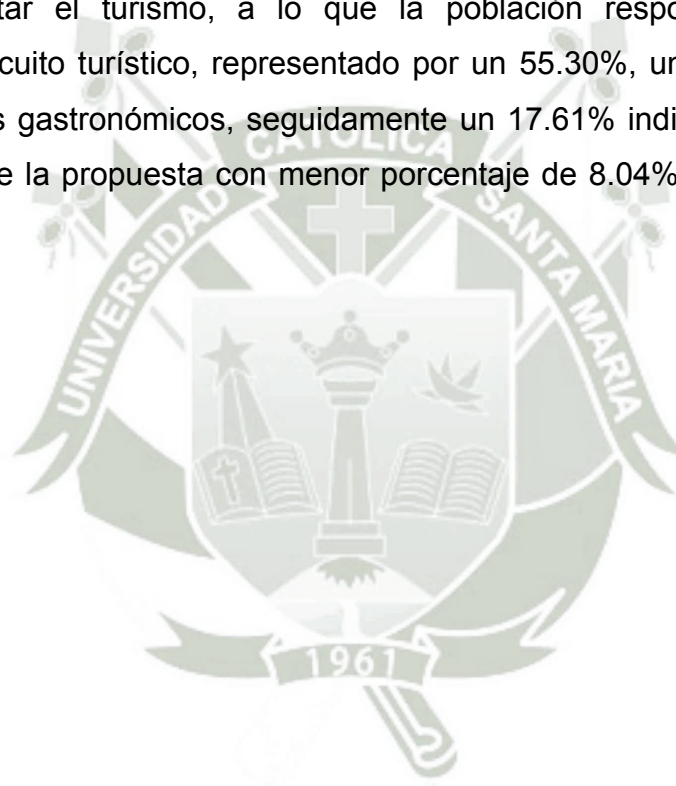 tar el turismo, a lo que la población respo
cuito turístico, representado por un 55.30%, un
s gastronómicos, seguidamente un 17.61% indi
e la propuesta con menor porcentaje de 8.04%
UNIVERSIDAD CATOLICA SANTA MARIA
1961